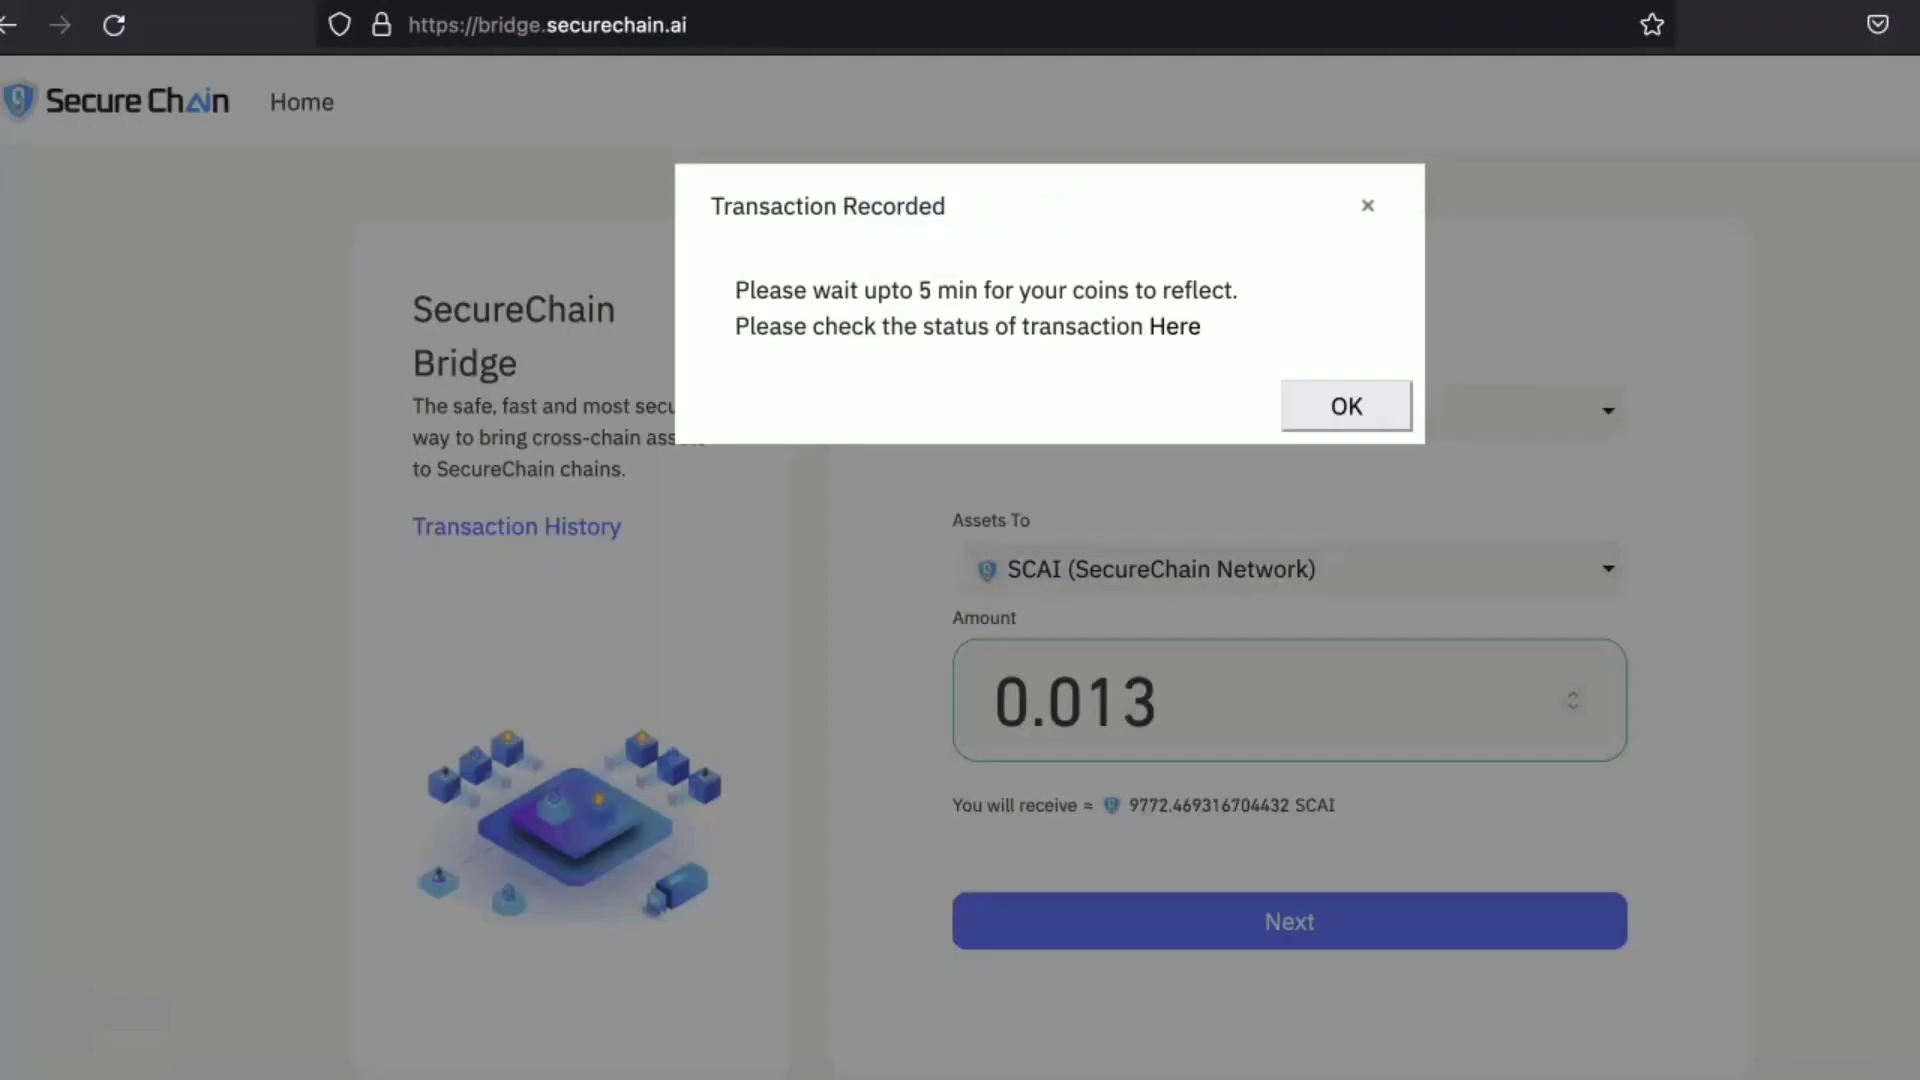 https://bridge.securechain.ai
Secure Chain
Home
Transaction Recorded
×
Please wait upto 5 min for your coins to reflect.
Please check the status of transaction Here
OK
SecureChain
Bridge
The safe, fast and most secu
way to bring cross-chain assets
to SecureChain chains.
Transaction History
Assets To
SCAI (SecureChain Network)
Amount
0.013
You will receive ≈ 9772.469316704432 SCAI
Next